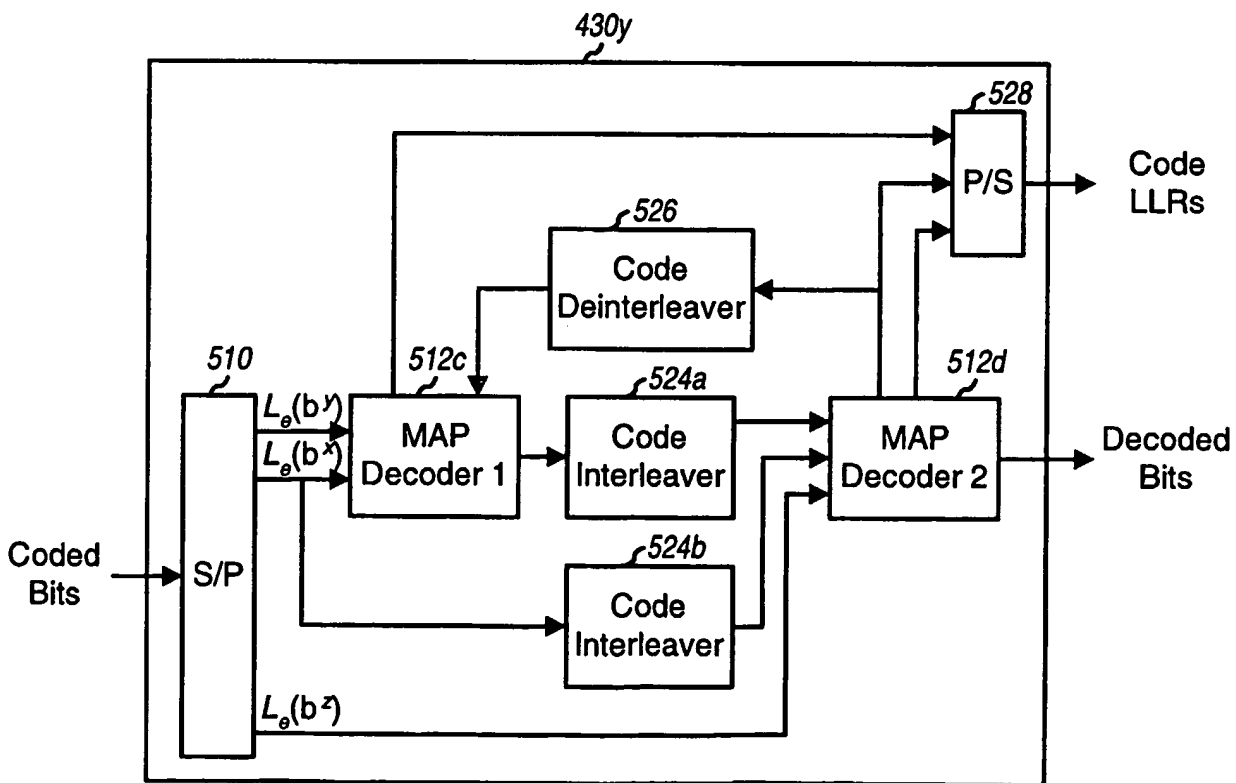 430y
528
P/S
Code
LLRs
526
Code
Deinterleaver
510
512c
524a
512d
Lₑ(bʸ)
Lₑ(bˣ)
MAP
Decoder 1
Code
Interleaver
MAP
Decoder 2
Decoded
Bits
524b
Coded
Bits
S/P
Code
Interleaver
Lₑ(bᶻ)